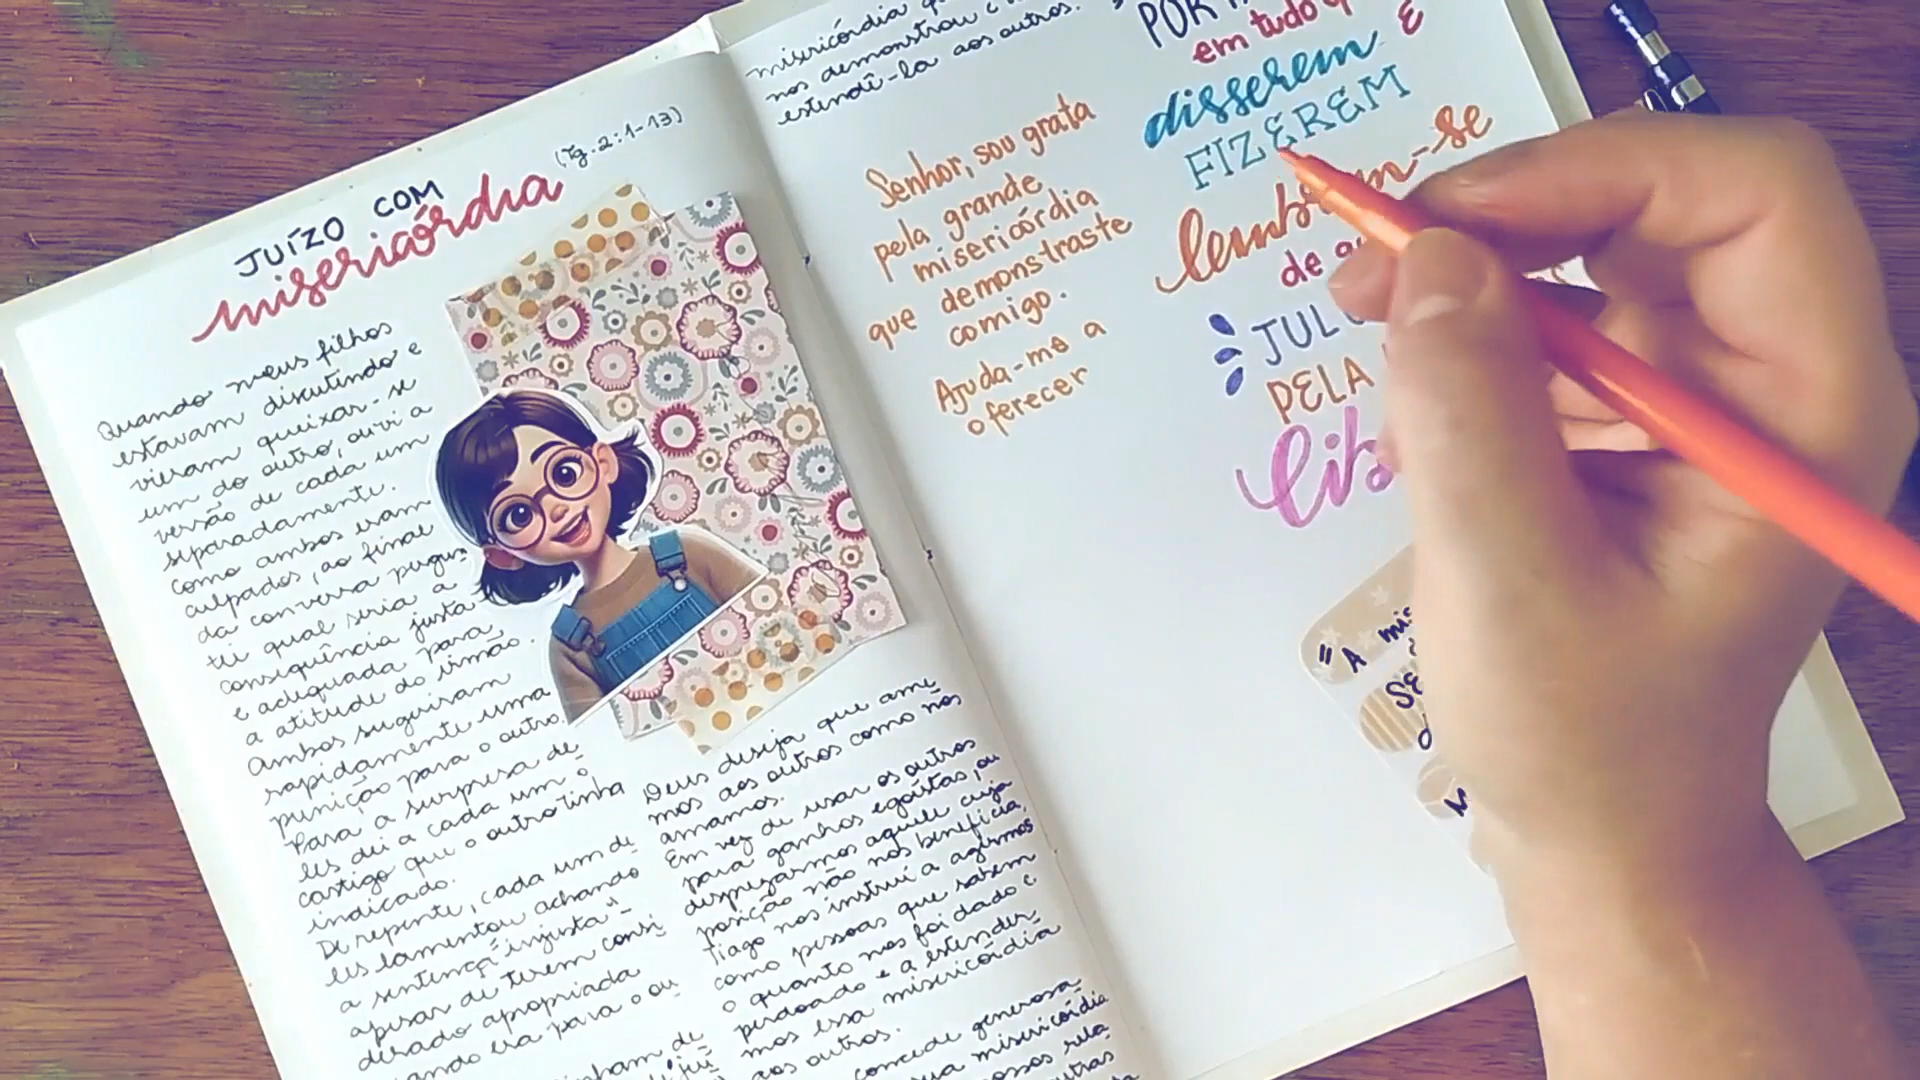 JUÍZO COM
misericórdia
(Tg. 2:1-13)
Quando meus filhos
estavam discutindo e
vieram queixar-se
um do outro, ouvi a
versão de cada um
separadamente.
Como ambos eram
culpados, ao final
da conversa pergun-
tei qual seria a
consequência justa
e adequada para
a atitude do irmão.
Ambos sugeriram
rapidamente uma
punição para o outro.
Para a surpresa de-
les dei a cada um o
castigo que o outro tinha
indicado.
De repente, cada um de-
les lamentou achando
a sentença "injusta",
apesar de terem consi-
derado apropriada
quando era para o ou-
Deus deseja que ame-
mos aos outros como nós
amamos.
Em vez de usar os outros
para ganhos egoístas, ou
desprezarmos aquele cuja
posição não nos beneficia,
Tiago nos instrui a agirmos
como pessoas que sabem
o quanto nos foi dado e
perdoado e a estender-
mos essa misericórdia
aos outros.
concede generosa
sua misericórdia
misericórdia
nos demonstrou e
estendê-la aos outros.
Senhor, sou grata
pela grande
misericórdia
que demonstraste
comigo.
Ajuda-me a
oferecer
em tudo
disserem E
FIZEREM
lembrem-se
de
PELA
"A